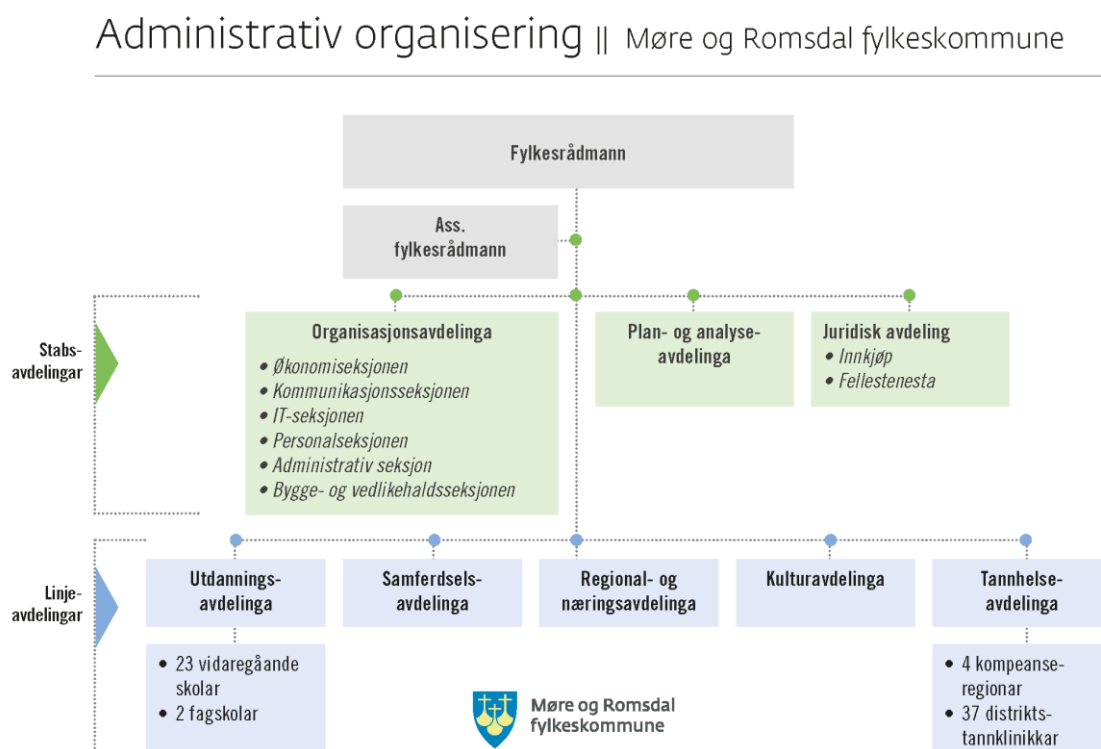 Administrativ organisering || Møre og Romsdal fylkeskommune
Fylkesrådmann
Ass.
fylkesrådmann
Stabs-
avdelingar
Organisasjonsavdelinga
• Økonomiseksjonen
• Kommunikasjonsseksjonen
• IT-seksjonen
• Personalseksjonen
• Administrativ seksjon
• Bygge- og vedlikehaldsseksjonen
Plan- og analyse-
avdelinga
Juridisk avdeling
• Innkjøp
• Fellestenesta
Linje-
avdelingar
Utdannings-
avdelinga
Samferdsels-
avdelinga
Regional- og
næringsavdelinga
Kulturavdelinga
Tannhelse-
avdelinga
• 23 vidaregåande
skolar
• 2 fagskolar
• 4 kompeanse-
regionar
• 37 distrikts-
tannklinikkar
Møre og Romsdal
fylkeskommune